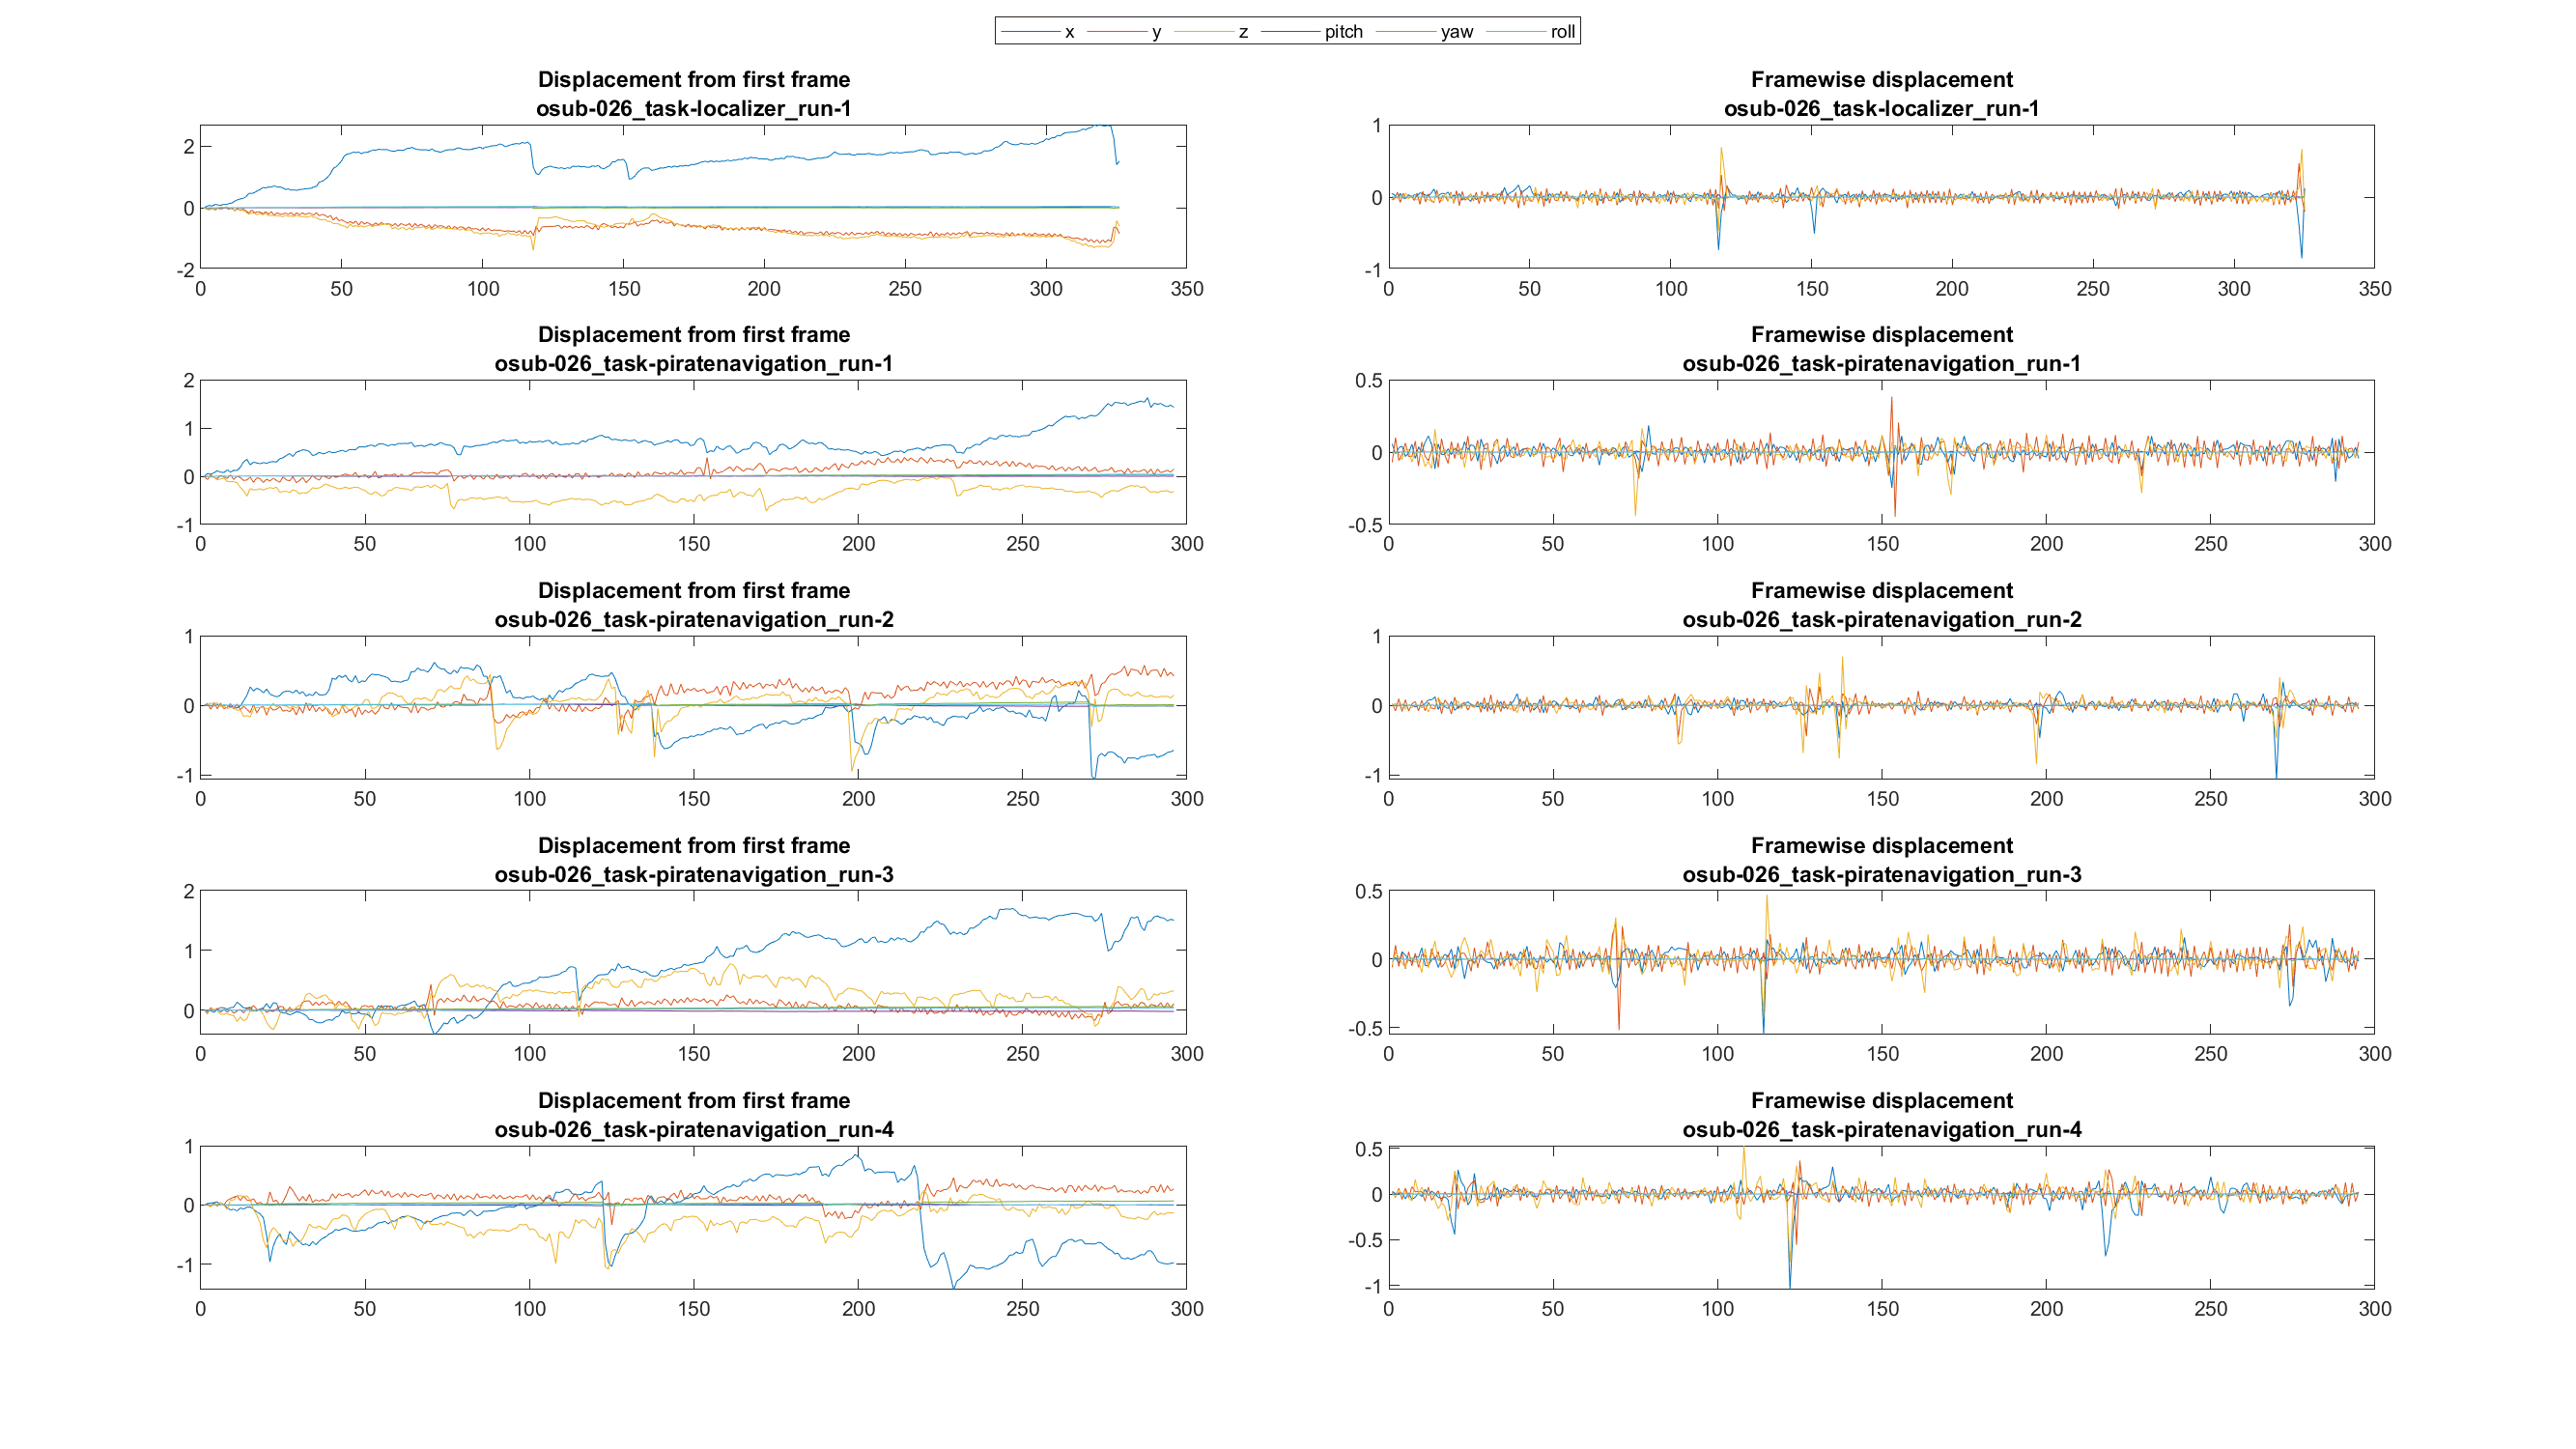 x y z pitch yaw roll
Displacement from first frame
osub-026_task-localizer_run-1
2
0
-2
0 50 100 150 200 250 300 350
Framewise displacement
osub-026_task-localizer_run-1
1
0
-1
0 50 100 150 200 250 300 350
Displacement from first frame
osub-026_task-piratenavigation_run-1
2
1
0
-1
0 50 100 150 200 250 300
Framewise displacement
osub-026_task-piratenavigation_run-1
0.5
0
-0.5
0 50 100 150 200 250 300
Displacement from first frame
osub-026_task-piratenavigation_run-2
1
0
-1
0 50 100 150 200 250 300
Framewise displacement
osub-026_task-piratenavigation_run-2
1
0
-1
0 50 100 150 200 250 300
Displacement from first frame
osub-026_task-piratenavigation_run-3
2
1
0
0 50 100 150 200 250 300
Framewise displacement
osub-026_task-piratenavigation_run-3
0.5
0
-0.5
0 50 100 150 200 250 300
Displacement from first frame
osub-026_task-piratenavigation_run-4
1
0
-1
0 50 100 150 200 250 300
Framewise displacement
osub-026_task-piratenavigation_run-4
0.5
0
-0.5
-1
0 50 100 150 200 250 300